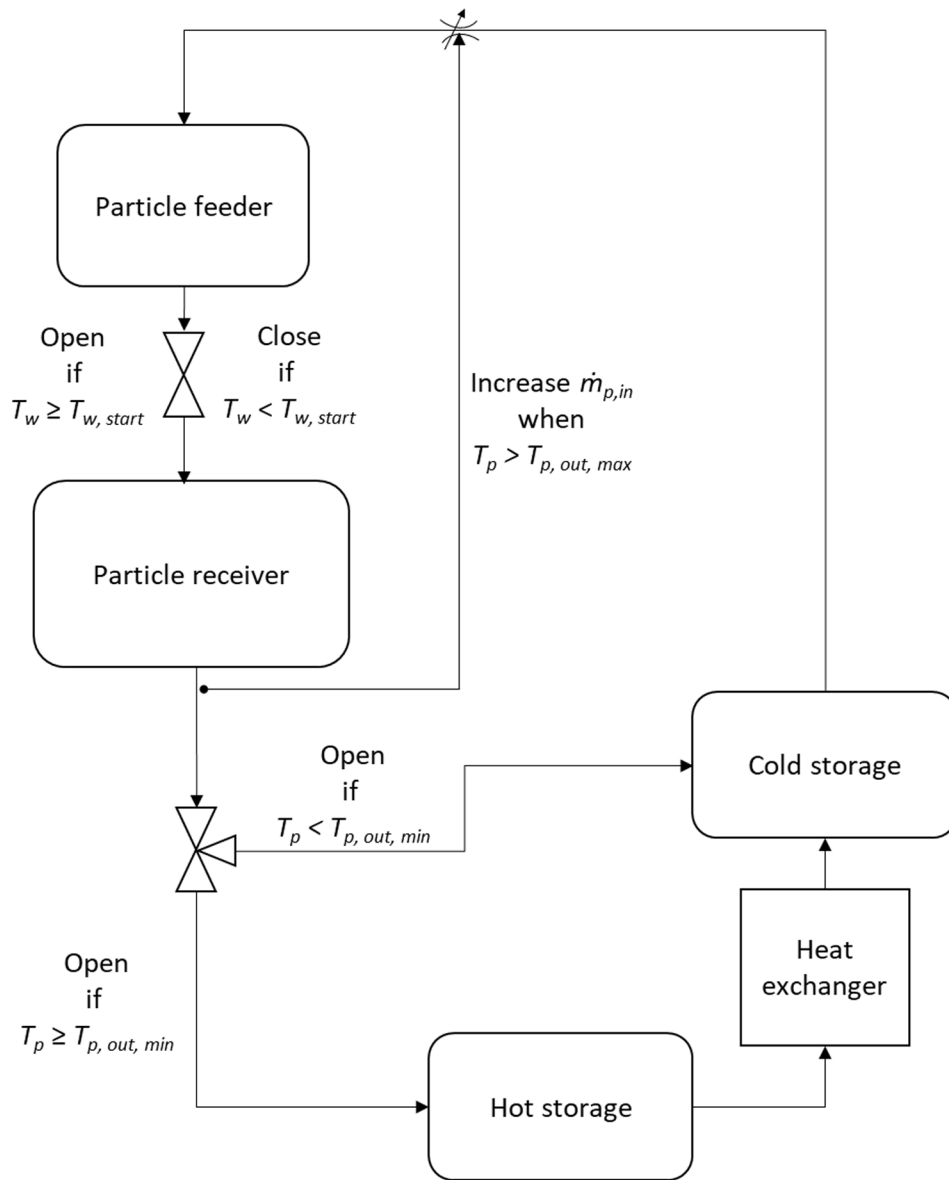 Particle feeder
Open
if
T_w ≥ T_w, start
Close
if
T_w < T_w, start
Increase ṁ_p,in
when
T_p > T_p, out, max
Particle receiver
Open
if
T_p < T_p, out, min
Cold storage
Heat
exchanger
Open
if
T_p ≥ T_p, out, min
Hot storage